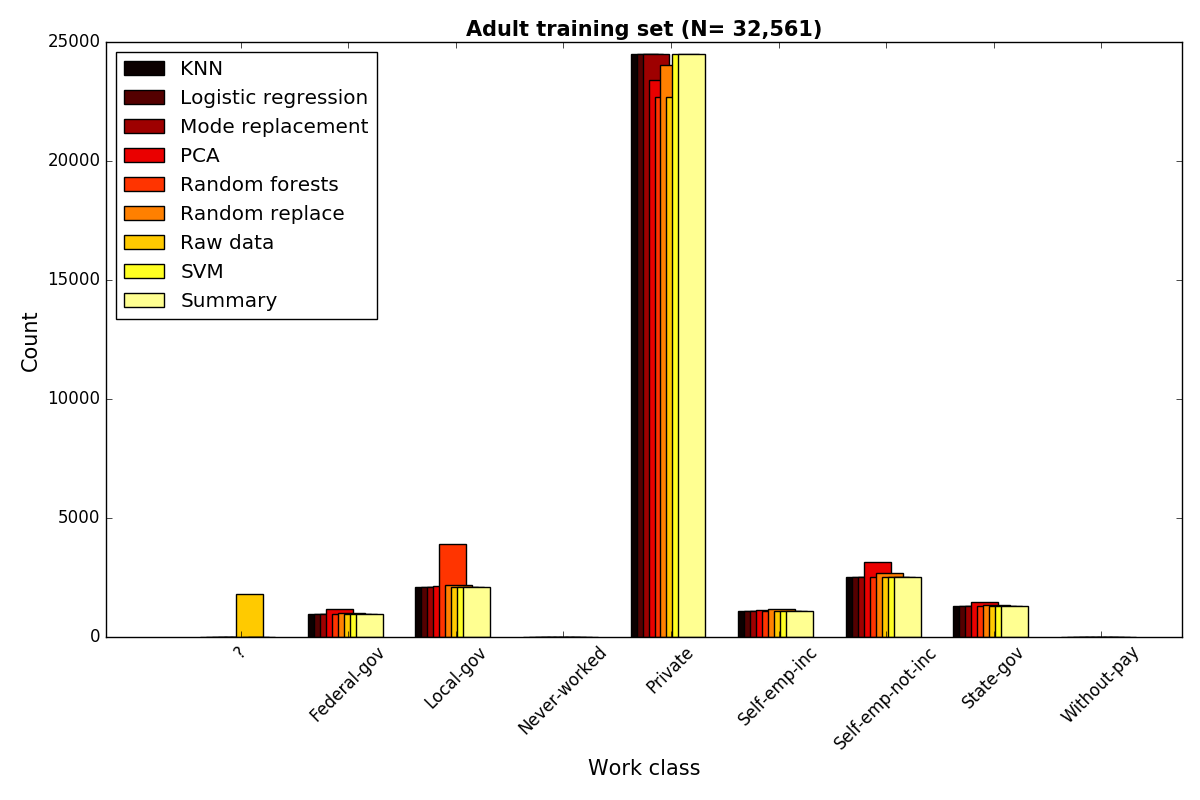 Adult training set (N= 32,561)
25000
20000
15000
10000
5000
0
Count
KNN
Logistic regression
Mode replacement
PCA
Random forests
Random replace
Raw data
SVM
Summary
?
Federal-gov
Local-gov
Never-worked
Private
Self-emp-inc
Self-emp-not-inc
State-gov
Without-pay
Work class